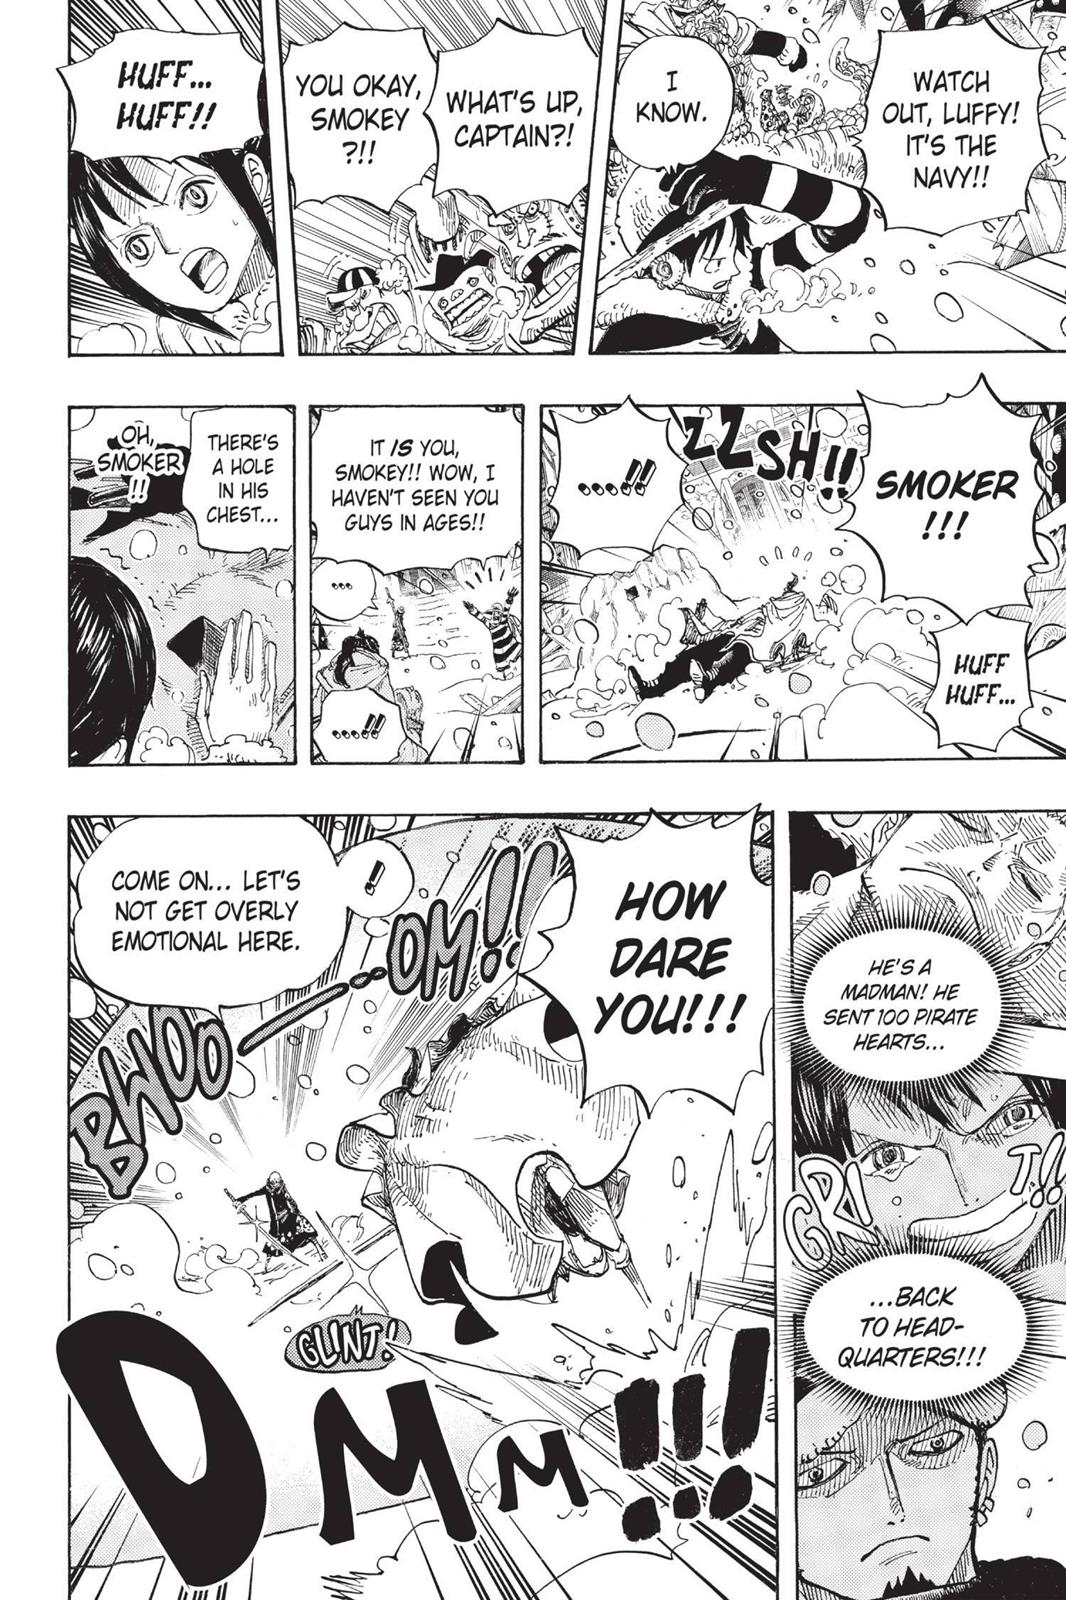 WATCH
OUT, LUFFY!
IT'S THE
NAVY!!
I
KNOW.
WHAT'S UP,
CAPTAIN?!
YOU OKAY,
SMOKEY
?!!
HUFF...
HUFF!!
SMOKER
!!!
HUFF
HUFF...
ZZZSH!!
...!!
IT IS YOU,
SMOKEY!! WOW, I
HAVEN'T SEEN YOU
GUYS IN AGES!!
...
...!!
THERE'S
A HOLE
IN HIS
CHEST...
OH,
SMOKER
!!
HE'S A
MADMAN! HE
SENT 100 PIRATE
HEARTS...
GRIT!!
...BACK
TO HEAD-
QUARTERS!!!
HOW
DARE
YOU!!!
!!
COME ON... LET'S
NOT GET OVERLY
EMOTIONAL HERE.
BWOO---OM!!
GLINT!
DMM!!!